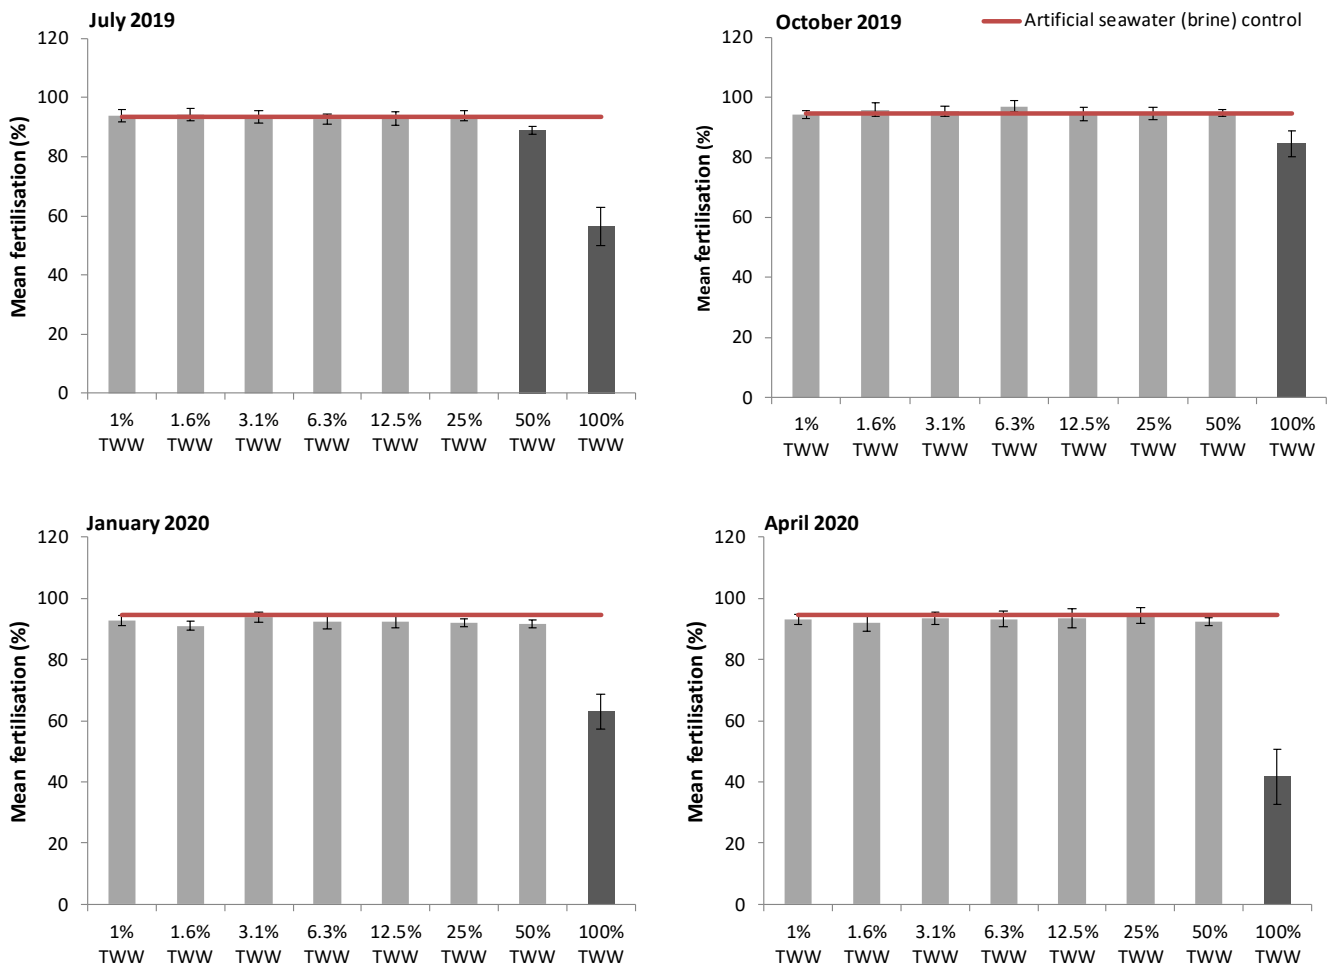 July 2019
120
100
80
60
40
20
0
Mean fertilisation (%)
1% 1.6% 3.1% 6.3% 12.5% 25% 50% 100%
TWW TWW TWW TWW TWW TWW TWW TWW
October 2019
Artificial seawater (brine) control
120
100
80
60
40
20
0
Mean fertilisation (%)
1% 1.6% 3.1% 6.3% 12.5% 25% 50% 100%
TWW TWW TWW TWW TWW TWW TWW TWW
January 2020
120
100
80
60
40
20
0
Mean fertilisation (%)
1% 1.6% 3.1% 6.3% 12.5% 25% 50% 100%
TWW TWW TWW TWW TWW TWW TWW TWW
April 2020
120
100
80
60
40
20
0
Mean fertilisation (%)
1% 1.6% 3.1% 6.3% 12.5% 25% 50% 100%
TWW TWW TWW TWW TWW TWW TWW TWW